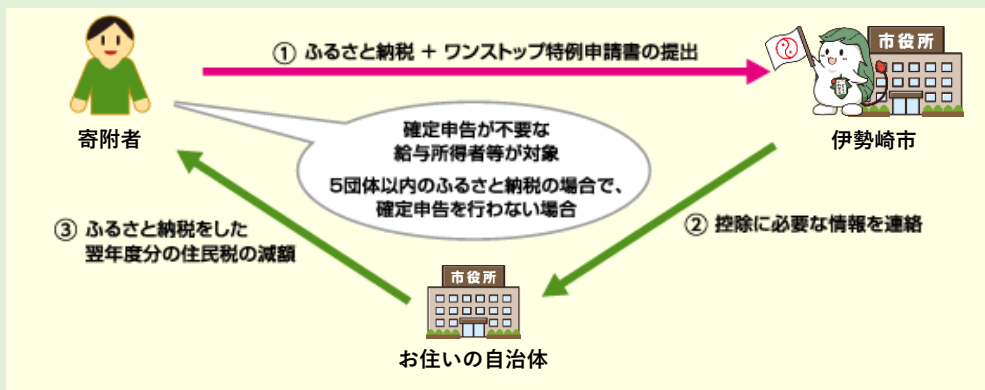 ① ふるさと納税 + ワンストップ特例申請書の提出
市役所
寄附者
伊勢崎市
確定申告が不要な
給与所得者等が対象
5団体以内のふるさと納税の場合で、
確定申告を行わない場合
② 控除に必要な情報を連絡
③ ふるさと納税をした
翌年度分の住民税の減額
市役所
お住いの自治体